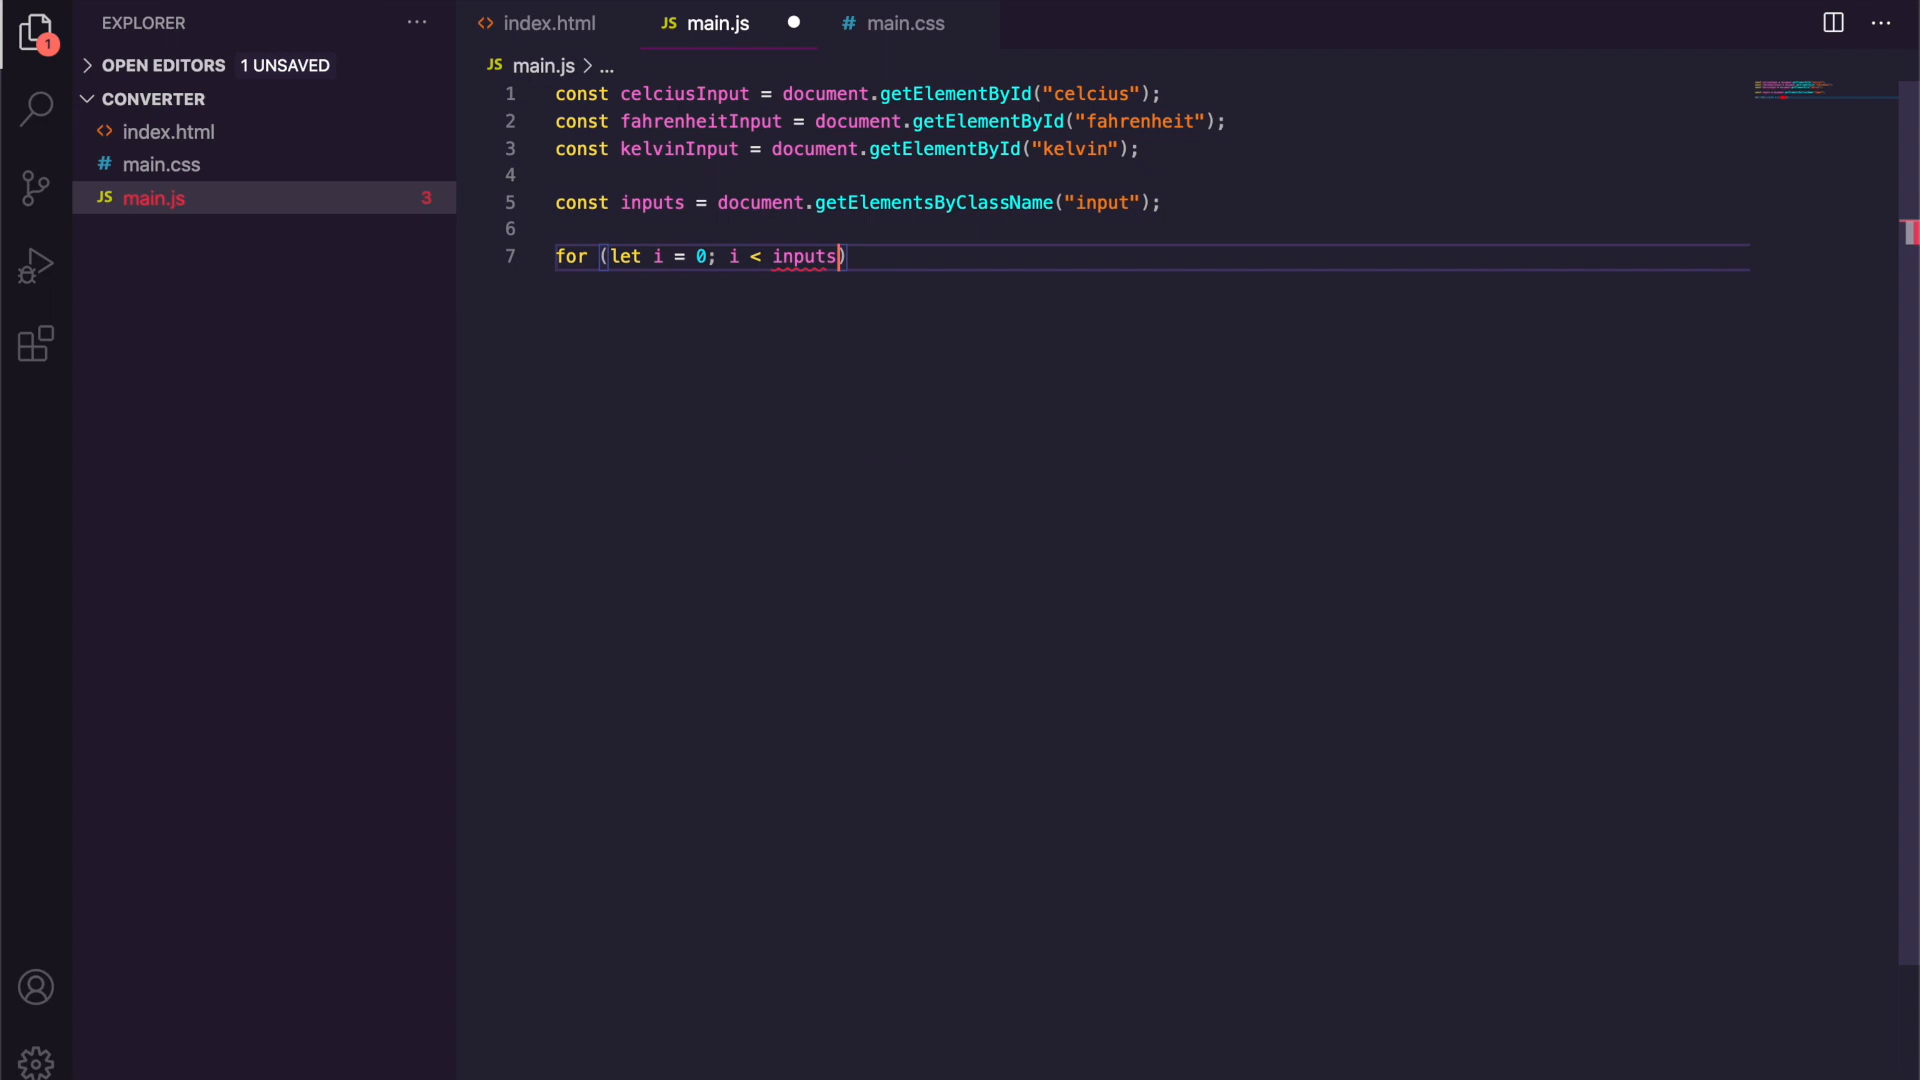 1
EXPLORER ...
OPEN EDITORS 1 UNSAVED
CONVERTER
<> index.html
# main.css
JS main.js 3
<> index.html JS main.js # main.css ...
JS main.js > ...
1 const celciusInput = document.getElementById("celcius");
2 const fahrenheitInput = document.getElementById("fahrenheit");
3 const kelvinInput = document.getElementById("kelvin");
4
5 const inputs = document.getElementsByClassName("input");
6
7 for (let i = 0; i < inputs)